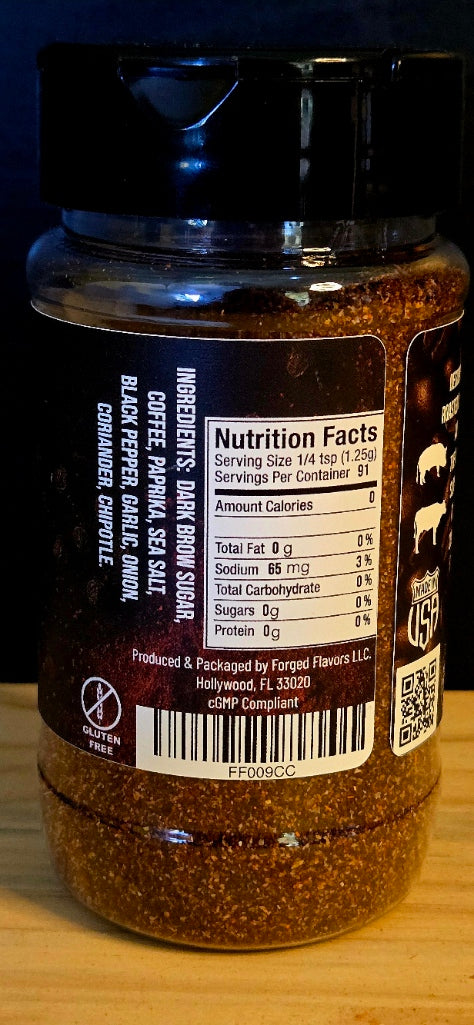 INGREDIENTS: DARK BROW SUGAR,
COFFEE, PAPRIKA, SEA SALT,
BLACK PEPPER, GARLIC, ONION,
CORIANDER, CHIPOTLE.
Nutrition Facts
Serving Size 1/4 tsp (1.25g)
Servings Per Container 91
Amount Calories 0
Total Fat 0 g 0%
Sodium 65 mg 3%
Total Carbohydrate 0%
Sugars 0g 0%
Protein 0g 0%
Produced & Packaged by Forged Flavors LLC.
Hollywood, FL 33020
cGMP Compliant
GLUTEN
FREE
FF009CC
MADE IN
USA